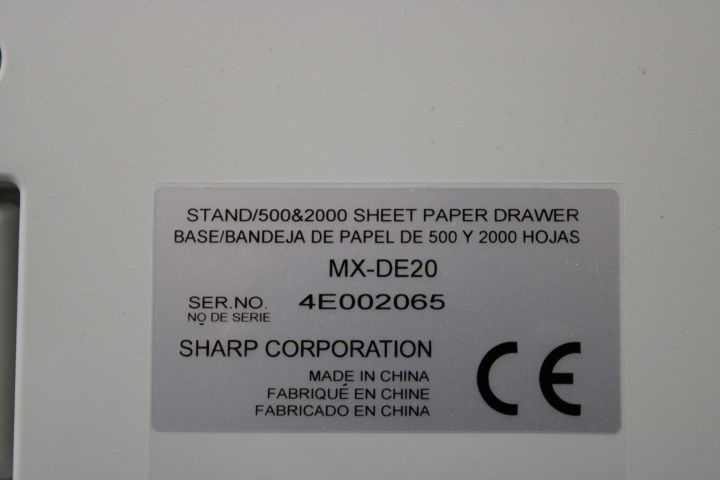 STAND/500&2000 SHEET PAPER DRAWER
BASE/BANDEJA DE PAPEL DE 500 Y 2000 HOJAS
MX-DE20
SER.NO. 4E002065
NO DE SERIE
SHARP CORPORATION
MADE IN CHINA
FABRIQUÉ EN CHINE
FABRICADO EN CHINA
CE